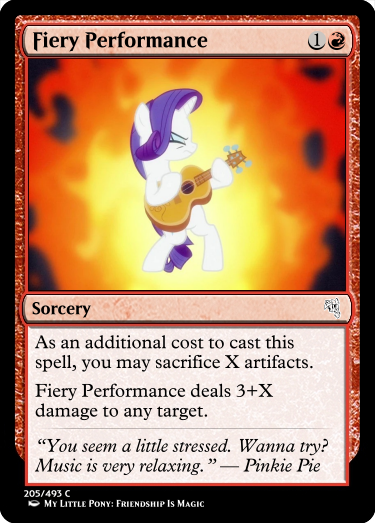 Fiery Performance 1
Sorcery
As an additional cost to cast this
spell, you may sacrifice X artifacts.
Fiery Performance deals 3+X
damage to any target.
“You seem a little stressed. Wanna try?
Music is very relaxing.” — Pinkie Pie
205/493 C
My Little Pony: Friendship Is Magic